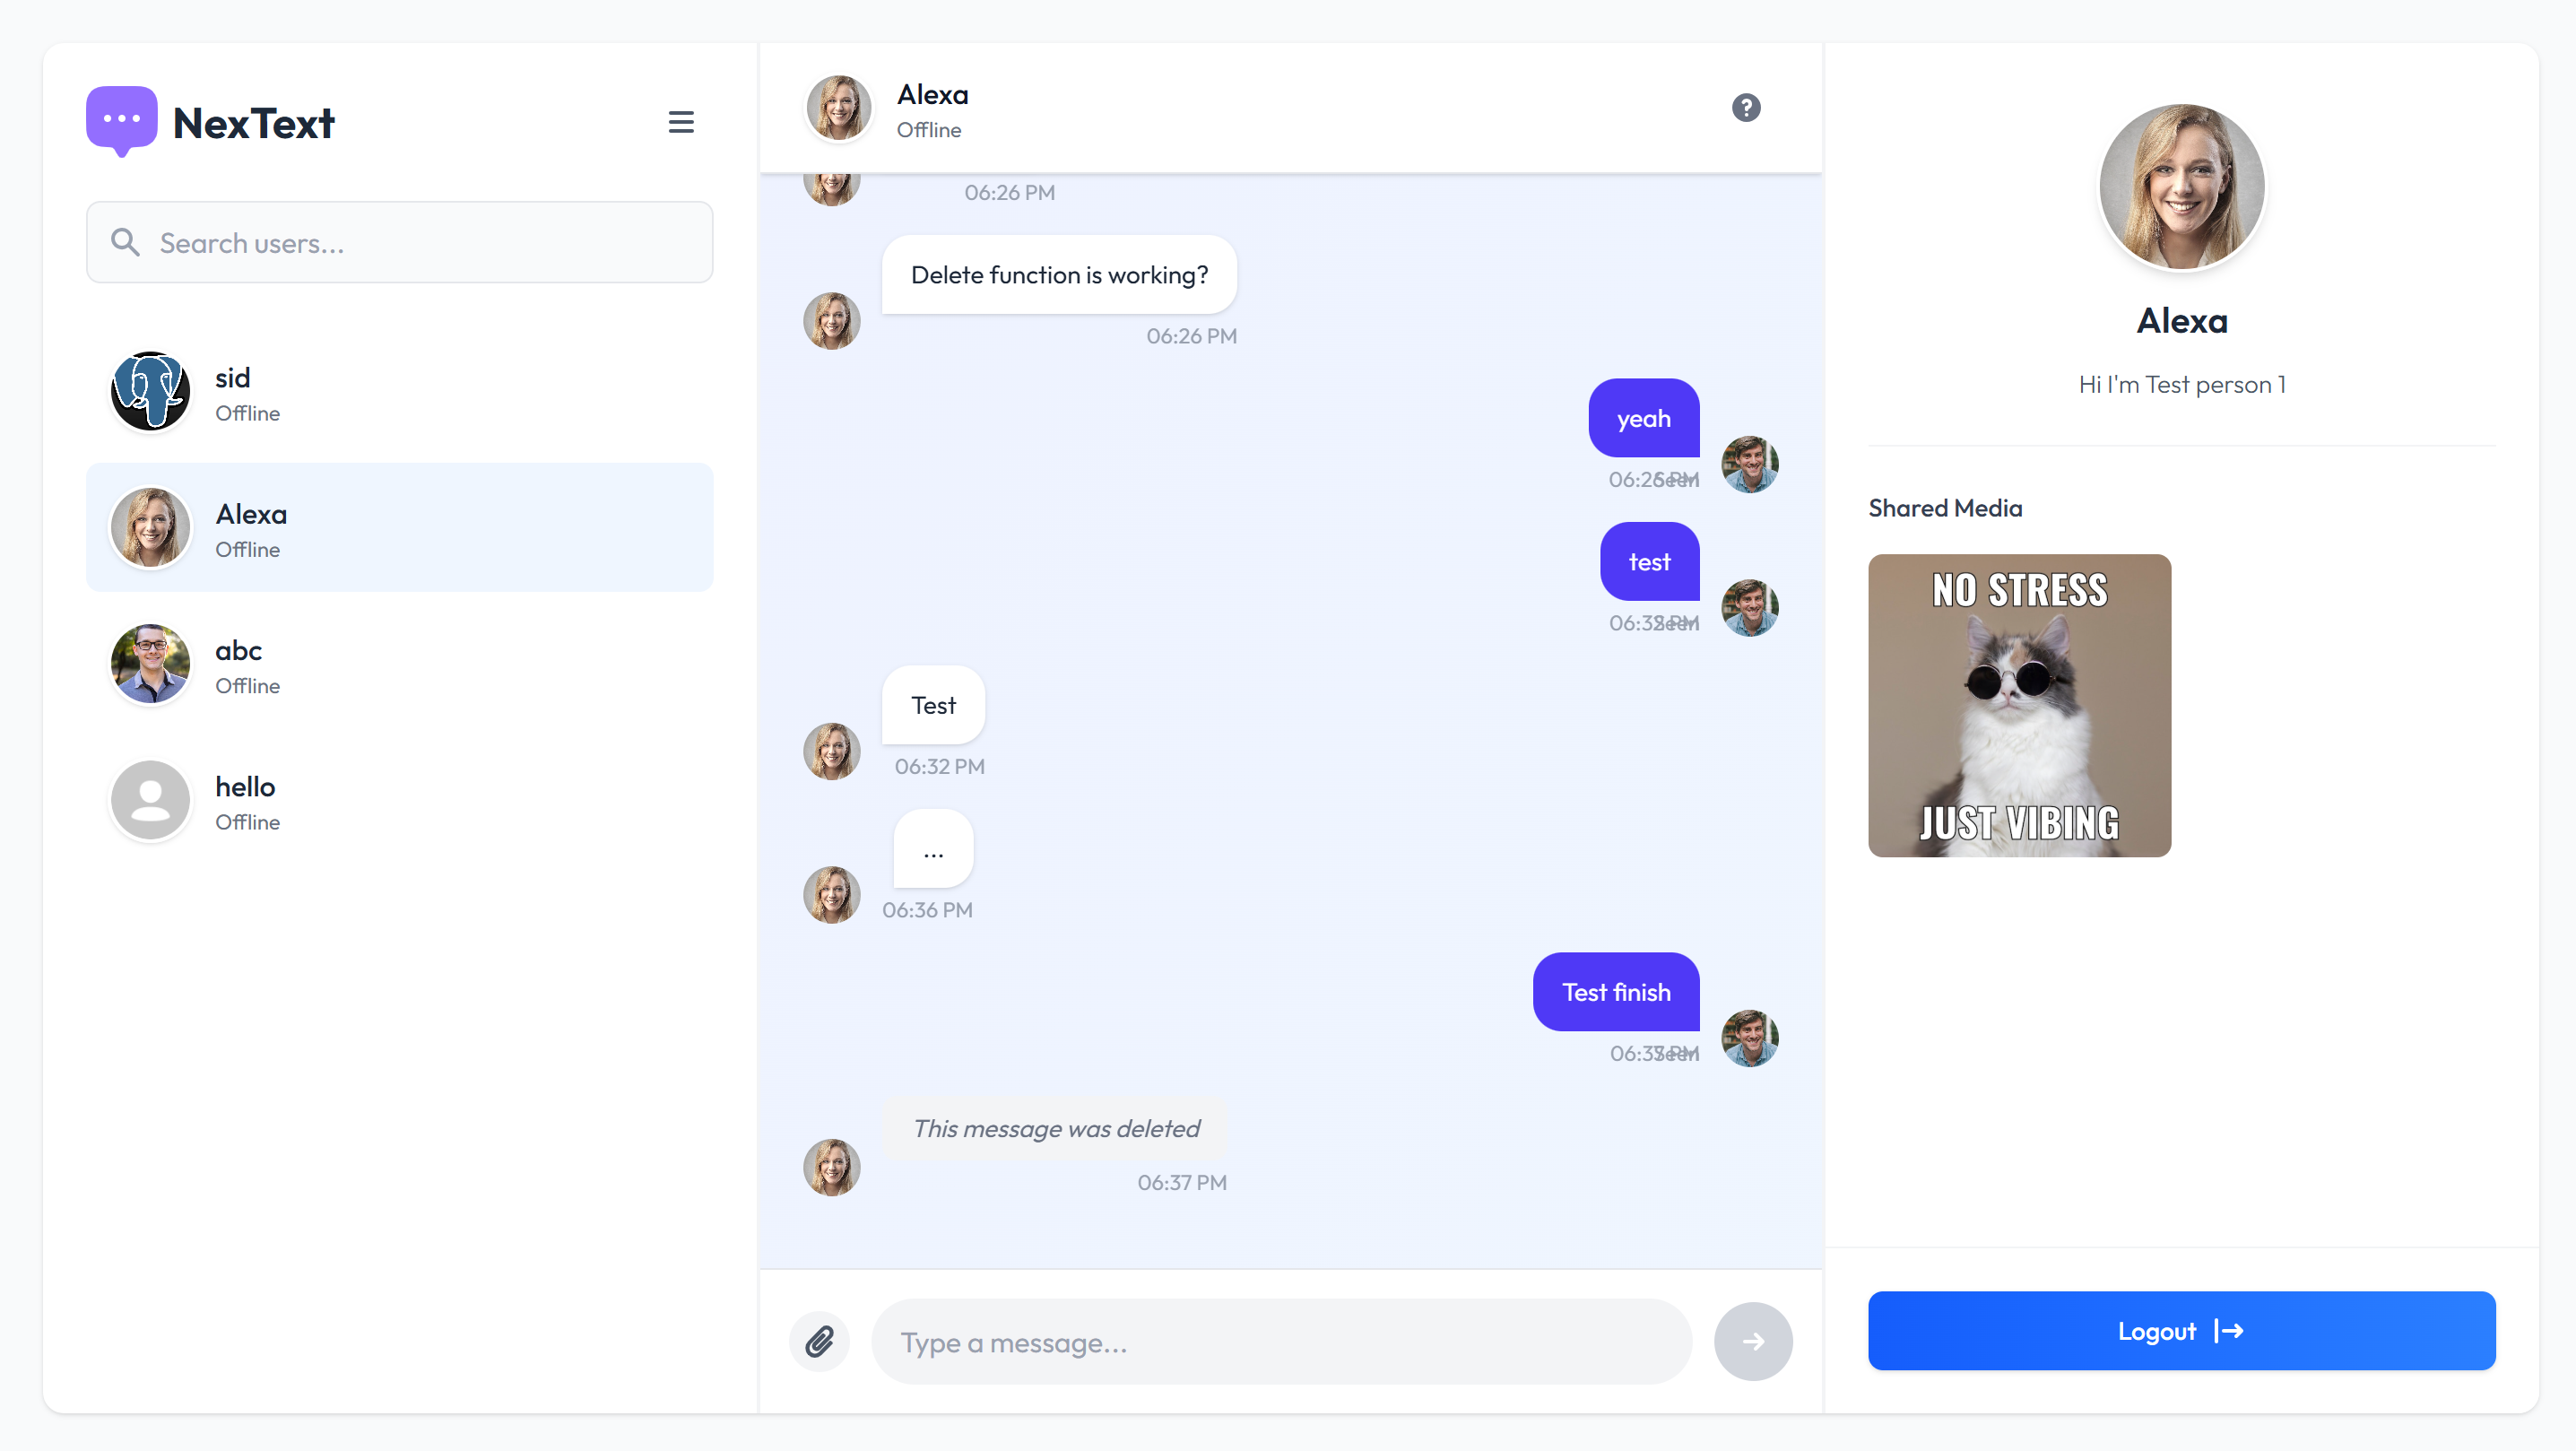 NexText
Search users...
sid
Offline
Alexa
Offline
abc
Offline
hello
Offline
Alexa
Offline
06:26 PM
Delete function is working?
06:26 PM
yeah
06:26 PM
Seen
test
06:32 PM
Seen
Test
06:32 PM
...
06:36 PM
Test finish
06:37 PM
Seen
This message was deleted
06:37 PM
Type a message...
Alexa
Hi I'm Test person 1
Shared Media
NO STRESS
JUST VIBING
Logout